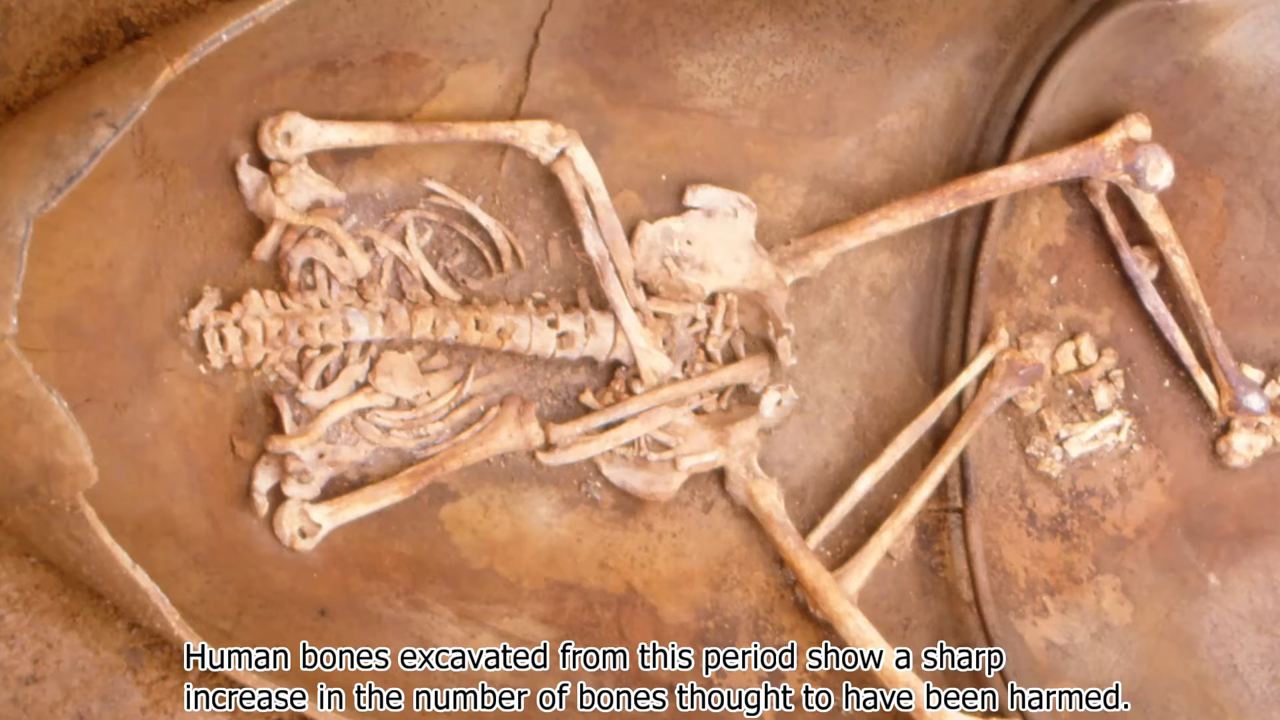 Human bones excavated from this period show a sharp
increase in the number of bones thought to have been harmed.